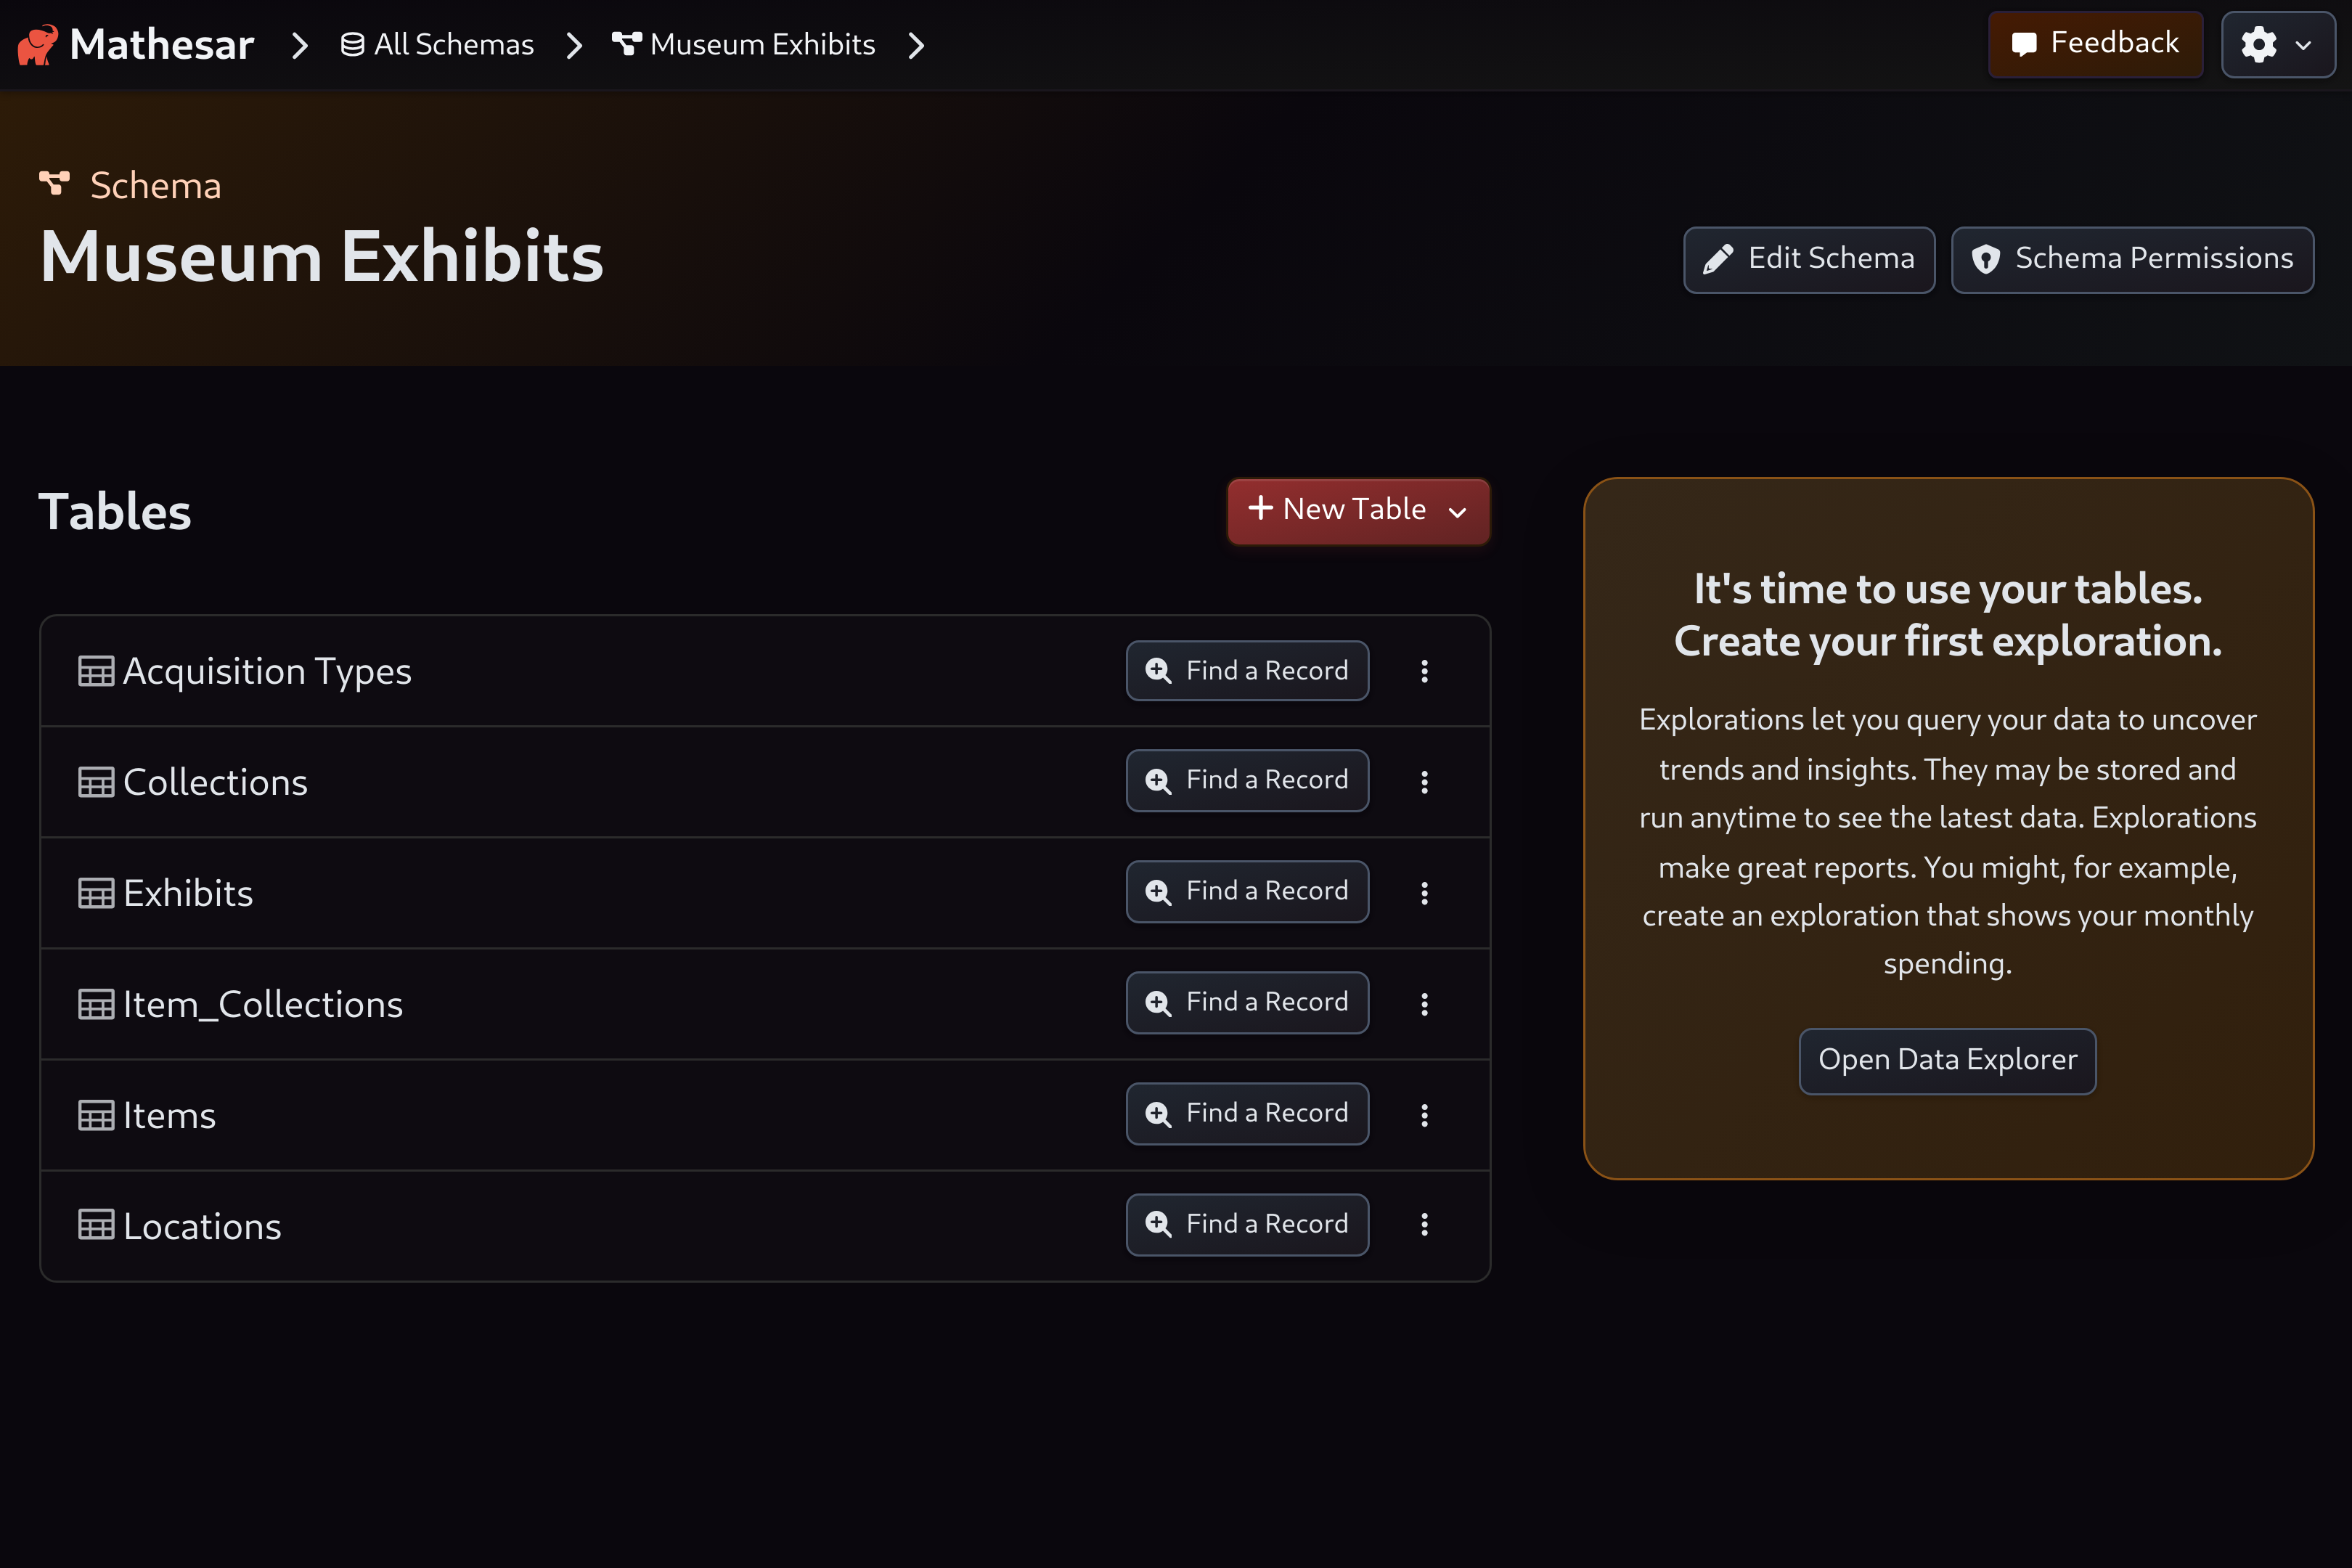 Mathesar All Schemas Museum Exhibits Feedback
Schema
Museum Exhibits
Edit Schema Schema Permissions
Tables
New Table
Acquisition Types Find a Record
Collections Find a Record
Exhibits Find a Record
Item_Collections Find a Record
Items Find a Record
Locations Find a Record
It's time to use your tables.
Create your first exploration.
Explorations let you query your data to uncover
trends and insights. They may be stored and
run anytime to see the latest data. Explorations
make great reports. You might, for example,
create an exploration that shows your monthly
spending.
Open Data Explorer